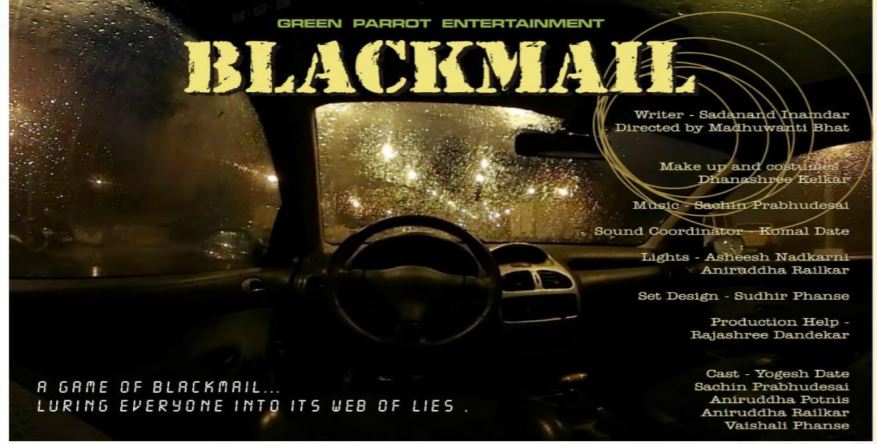 GREEN PARROT ENTERTAINMENT
BLACKMAIL
Writer - Sadanand Inamdar
Directed by Madhuwanti Bhat
Make up and costumes -
Dhanashree Kelkar
Music - Sachin Prabhudesai
Sound Coordinator - Komal Date
Lights - Asheesh Nadkarni
Aniruddha Railkar
Set Design - Sudhir Phanse
Production Help -
Rajashree Dandekar
Cast - Yogesh Date
Sachin Prabhudesai
Aniruddha Potnis
Aniruddha Railkar
Vaishali Phanse
A GAME OF BLACKMAIL...
LURING EVERYONE INTO ITS WEB OF LIES .